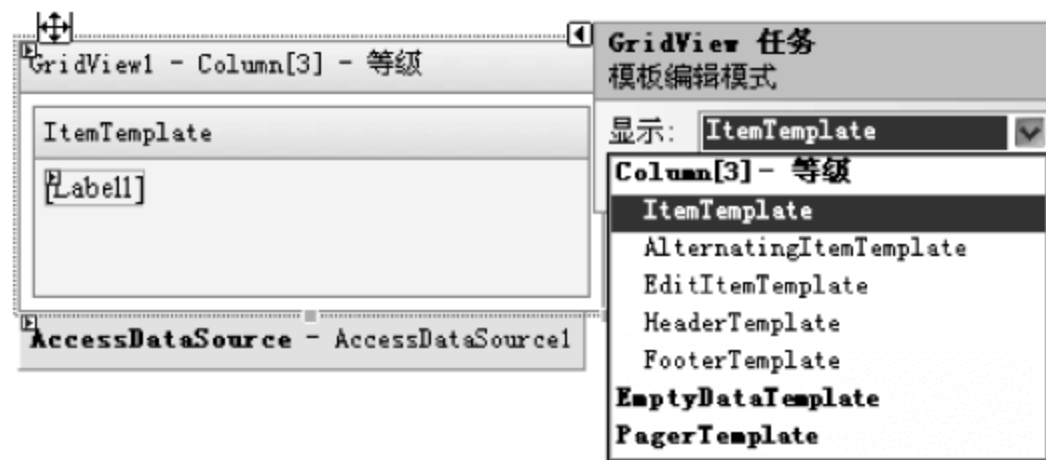 GridView1 - Column[3] - 等级
ItemTemplate
[Label1]
AccessDataSource - AccessDataSource1
GridView 任务
模板编辑模式
显示: ItemTemplate
Column[3]- 等级
ItemTemplate
AlternatingItemTemplate
EditItemTemplate
HeaderTemplate
FooterTemplate
EmptyDataTemplate
PagerTemplate